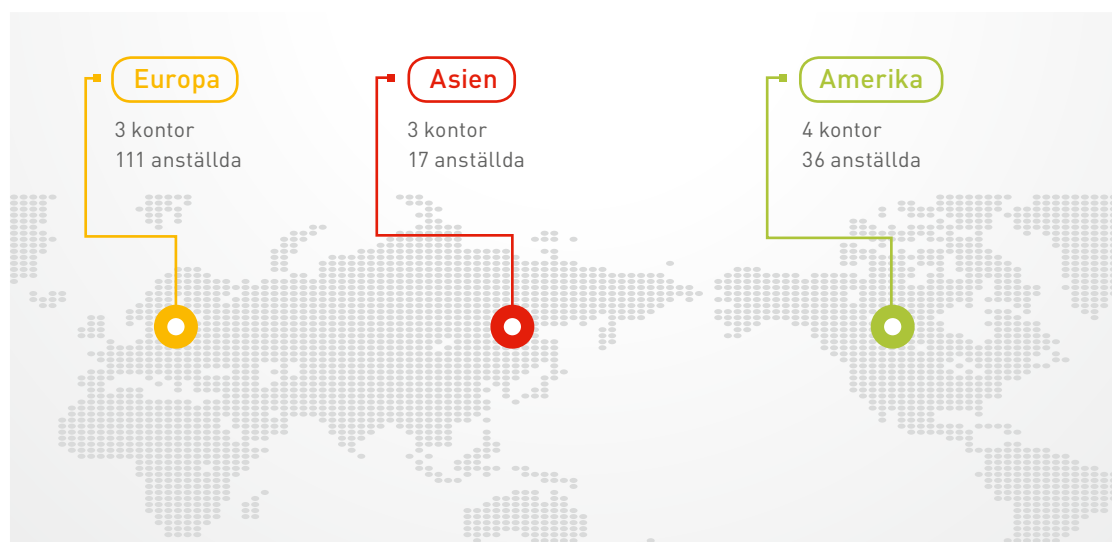 Europa
3 kontor
111 anställda
Asien
3 kontor
17 anställda
Amerika
4 kontor
36 anställda